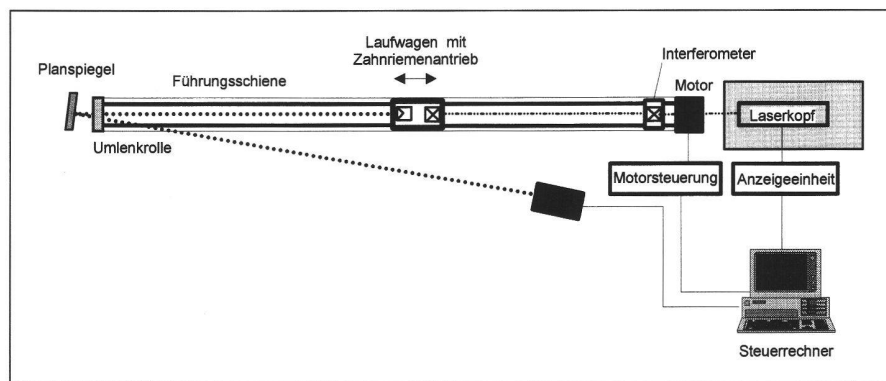 Laufwagen mit
Zahnriemenantrieb
Interferometer
Planspiegel
Führungsschiene
Motor
Laserkopf
Umlenkrolle
Motorsteuerung
Anzeigeeinheit
Steuerrechner